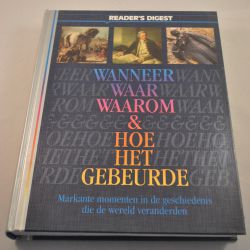 READER'S DIGEST
WANNEER
WAAR
WAAROM
&
HOE
HET
GEBEURDE
Markante momenten in de geschiedenis
die de wereld veranderden